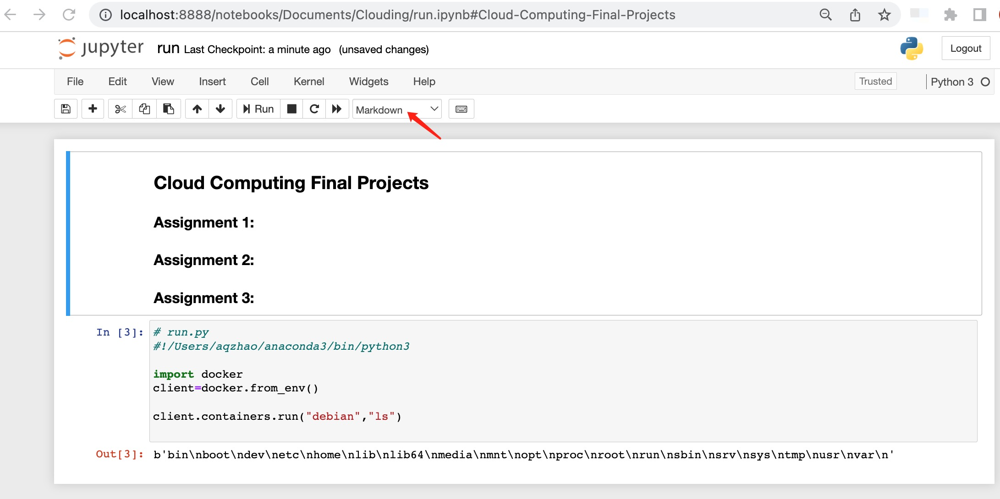 localhost:8888/notebooks/Documents/Clouding/run.ipynb#Cloud-Computing-Final-Projects
jupyter run Last Checkpoint: a minute ago (unsaved changes) Logout
File Edit View Insert Cell Kernel Widgets Help Trusted Python 3
Run Markdown
Cloud Computing Final Projects
Assignment 1:
Assignment 2:
Assignment 3:
In [3]: # run.py
#!/Users/aqzhao/anaconda3/bin/python3
import docker
client=docker.from_env()
client.containers.run("debian","ls")
Out[3]: b'bin\nboot\ndev\netc\nhome\nlib\nlib64\nmedia\nmnt\nopt\nproc\nroot\nrun\nsbin\nsrv\nsys\ntmp\nusr\nvar\n'